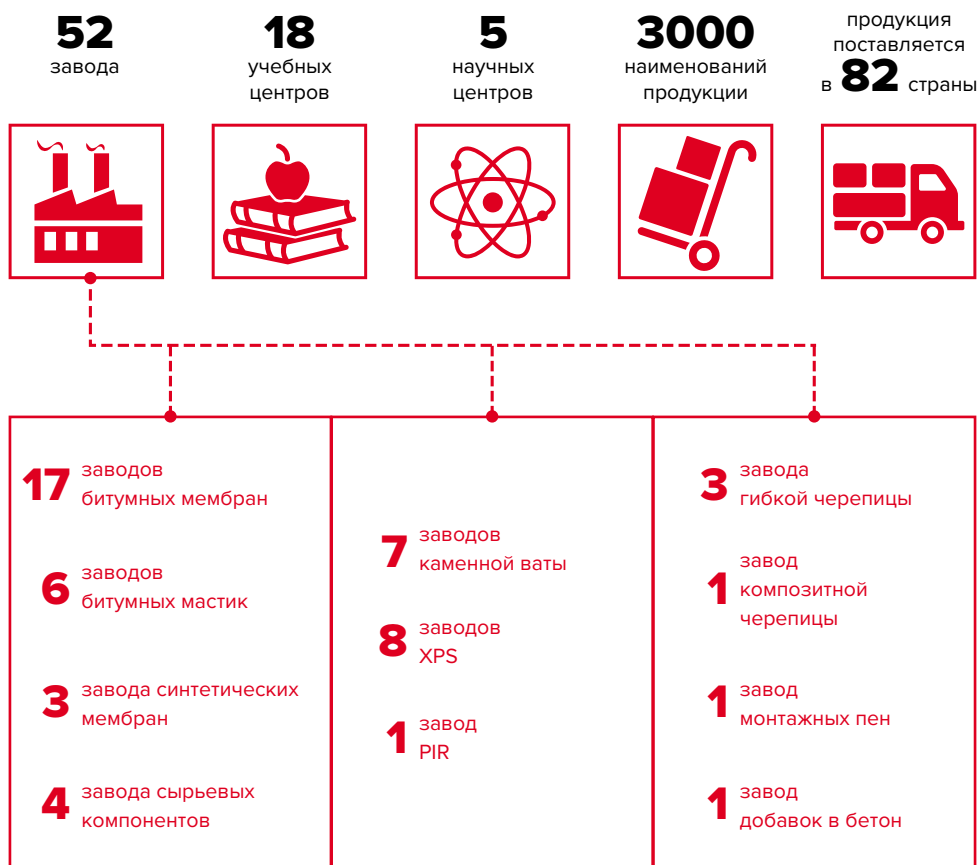 52
завода
18
учебных
центров
5
научных
центров
3000
наименований
продукции
продукция
поставляется
в 82 страны
17 заводов
битумных мембран
6 заводов
битумных мастик
3 завода синтетических
мембран
4 завода сырьевых
компонентов
7 заводов
каменной ваты
8 заводов
XPS
1 завод
PIR
3 завода
гибкой черепицы
1 завод
композитной
черепицы
1 завод
монтажных пен
1 завод
добавок в бетон